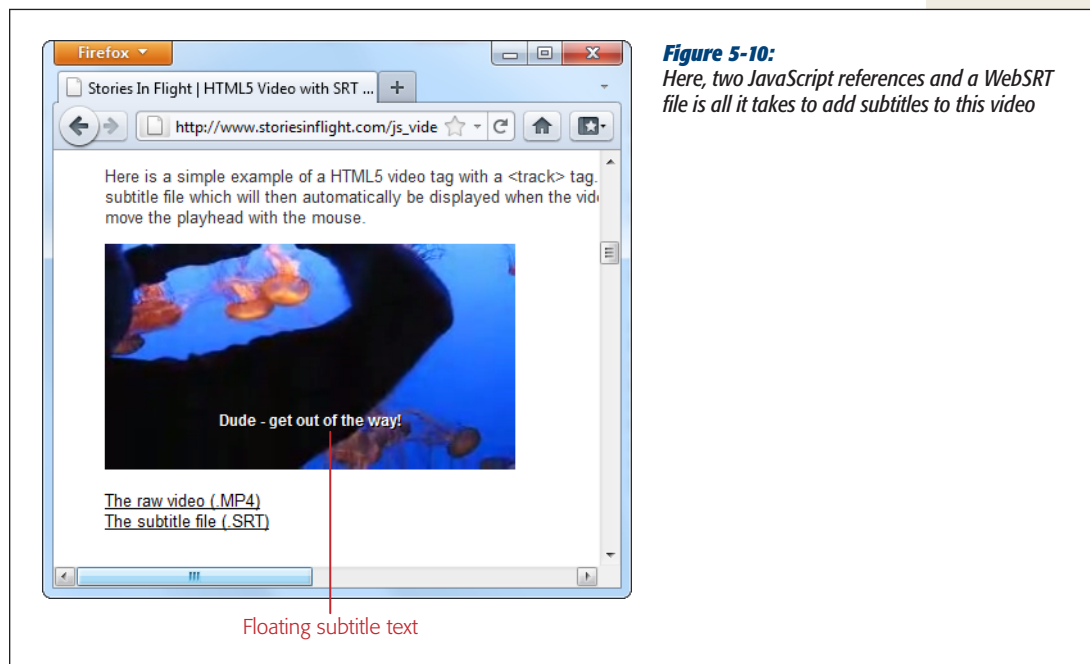 Firefox
Stories In Flight | HTML5 Video with SRT ...
http://www.storiesinflight.com/js_vide
Here is a simple example of a HTML5 video tag with a <track> tag.
subtitle file which will then automatically be displayed when the vid
move the playhead with the mouse.
Dude - get out of the way!
The raw video (.MP4)
The subtitle file (.SRT)
Floating subtitle text
Figure 5-10:
Here, two JavaScript references and a WebSRT
file is all it takes to add subtitles to this video